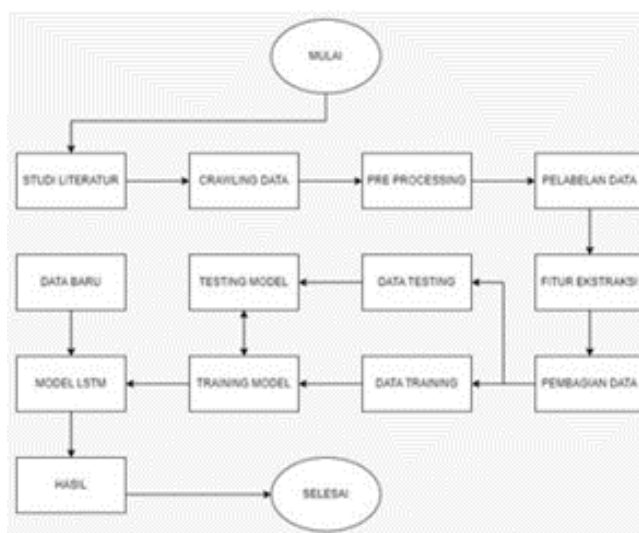 MULAI
STUDI LITERATUR
CRAWLING DATA
PRE PROCESSING
PELABELAN DATA
DATA BARU
TESTING MODEL
DATA TESTING
FITUR EKSTRAKSI
MODEL LSTM
TRAINING MODEL
DATA TRAINING
PEMBAGIAN DATA
HASIL
SELESAI